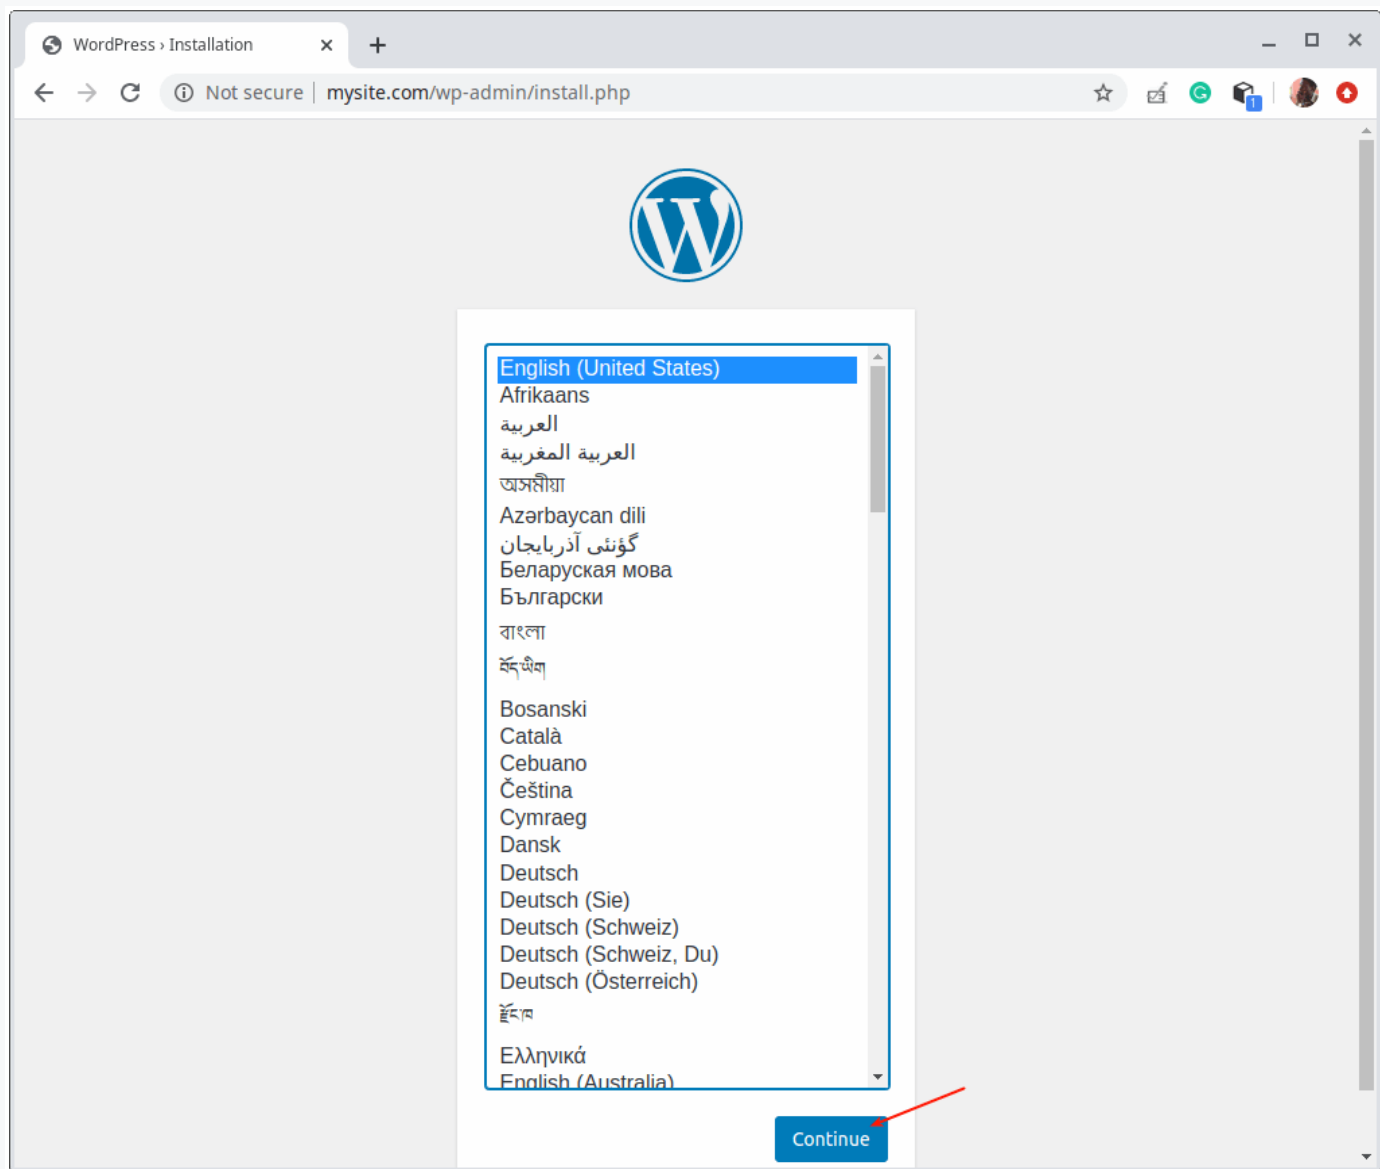 WordPress › Installation
Not secure
mysite.com/wp-admin/install.php
1
English (United States)
Afrikaans
العربية
العربية المغربية
অসমীয়া
Azərbaycan dili
گؤنئی آذربایجان
Беларуская мова
Български
বাংলা
བོད་ཡིག
Bosanski
Català
Cebuano
Čeština
Cymraeg
Dansk
Deutsch
Deutsch (Sie)
Deutsch (Schweiz)
Deutsch (Schweiz, Du)
Deutsch (Österreich)
རྫོང་ཁ
Ελληνικά
English (Australia)
Continue